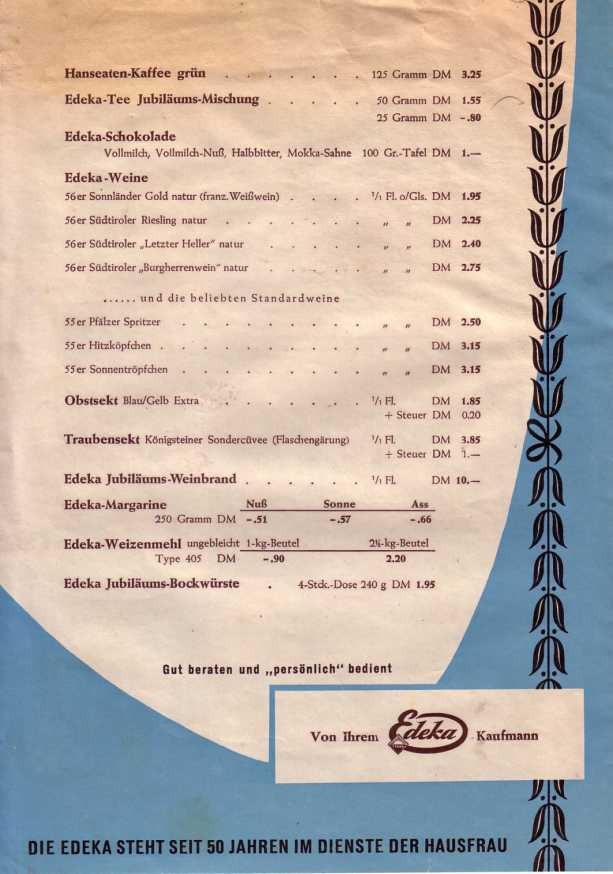 Hanseaten-Kaffee grün . . . . . . . 125 Gramm DM 3.25
Edeka-Tee Jubiläums-Mischung . . . . . 50 Gramm DM 1.55
25 Gramm DM -.80
Edeka-Schokolade
Vollmilch, Vollmilch-Nuß, Halbbitter, Mokka-Sahne 100 Gr.-Tafel DM 1.—
Edeka-Weine
56er Sonnländer Gold natur (franz. Weißwein) . . . . 1/1 Fl. o/Gls. DM 1.95
56er Südtiroler Riesling natur . . . . . . . „ „ DM 2.25
56er Südtiroler „Letzter Heller" natur . . . . . „ „ DM 2.40
56er Südtiroler „Burgherrenwein" natur . . . . . „ „ DM 2.75
...... und die beliebten Standardweine
55er Pfälzer Spritzer . . . . . . . . . „ „ DM 2.50
55er Hitzköpfchen . . . . . . . . . . „ „ DM 3.15
55er Sonnentröpfchen . . . . . . . . . „ „ DM 3.15
Obstsekt Blau/Gelb Extra . . . . . . . 1/1 Fl. DM 1.85
+ Steuer DM 0.20
Traubensekt Königsteiner Sondercüvee (Flaschengärung) 1/1 Fl. DM 3.85
+ Steuer DM 1.—
Edeka Jubiläums-Weinbrand . . . . . . 1/1 Fl. DM 10.—
Edeka-Margarine Nuß Sonne Ass
250 Gramm DM -.51 -.57 -.66
Edeka-Weizenmehl ungebleicht 1-kg-Beutel 2½-kg-Beutel
Type 405 DM -.90 2.20
Edeka Jubiläums-Bockwürste . 4-Stck.-Dose 240 g DM 1.95
Gut beraten und „persönlich" bedient
Von Ihrem Edeka Kaufmann
DIE EDEKA STEHT SEIT 50 JAHREN IM DIENSTE DER HAUSFRAU